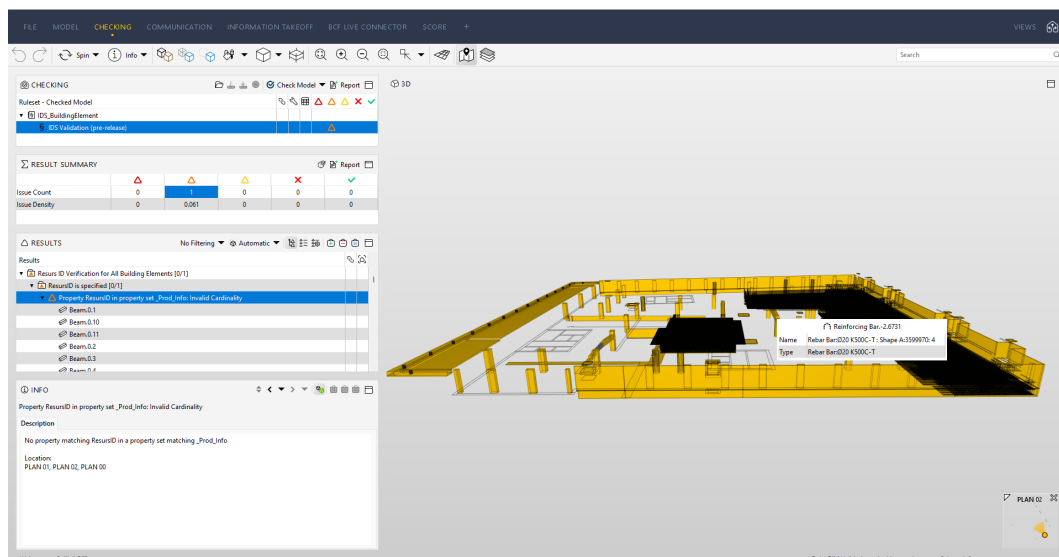 FILE MODEL CHECKING COMMUNICATION INFORMATION TAKEOFF BCF LIVE CONNECTOR SCORE + VIEWS
Spin Info Search
CHECKING Check Model Report
3D
Ruleset - Checked Model
IDS_BuildingElement
IDS Validation (pre-release)
RESULT SUMMARY Report
Issue Count 0 1 0 0 0
Issue Density 0 0.061 0 0 0
RESULTS No Filtering Automatic
Results
Resurs ID Verification for All Building Elements [0/1]
ResursID is specified [0/1]
Property ResursID in property set _Prod_Info: Invalid Cardinality
Beam.0.1
Beam.0.10
Beam.0.11
Beam.0.2
Beam.0.3
Beam.0.4
INFO
Property ResursID in property set _Prod_Info: Invalid Cardinality
Description
No property matching ResursID in a property set matching _Prod_Info
Location:
PLAN 01, PLAN 02, PLAN 00
Reinforcing Bar.-2.6731
Name Rebar Bar:Ø20 K500C-T : Shape A:3599970: 4
Type Rebar Bar:Ø20 K500C-T
PLAN 02